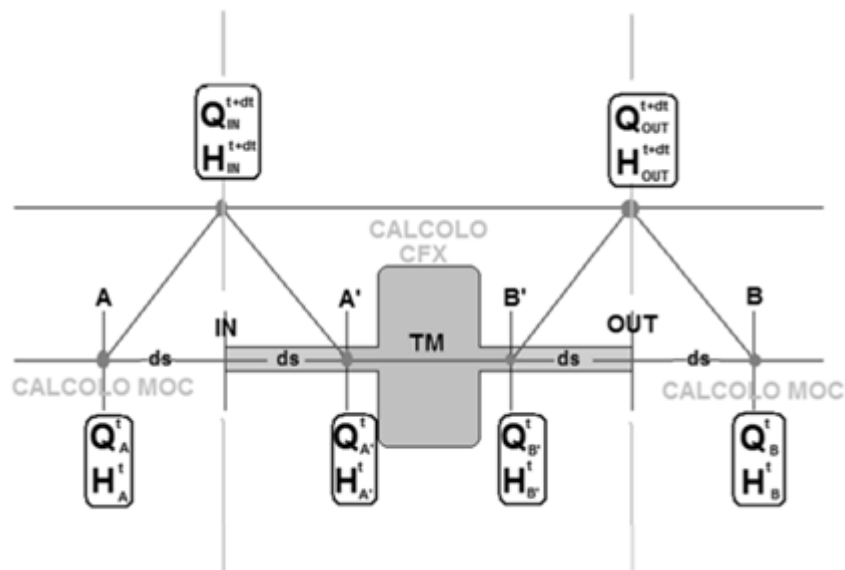 Q IN t+dt
H IN t+dt
Q OUT t+dt
H OUT t+dt
CALCOLO
CFX
A
A'
B'
B
IN
TM
OUT
ds
ds
ds
ds
CALCOLO MOC
CALCOLO MOC
Q A t
H A t
Q A' t
H A' t
Q B' t
H B' t
Q B t
H B t